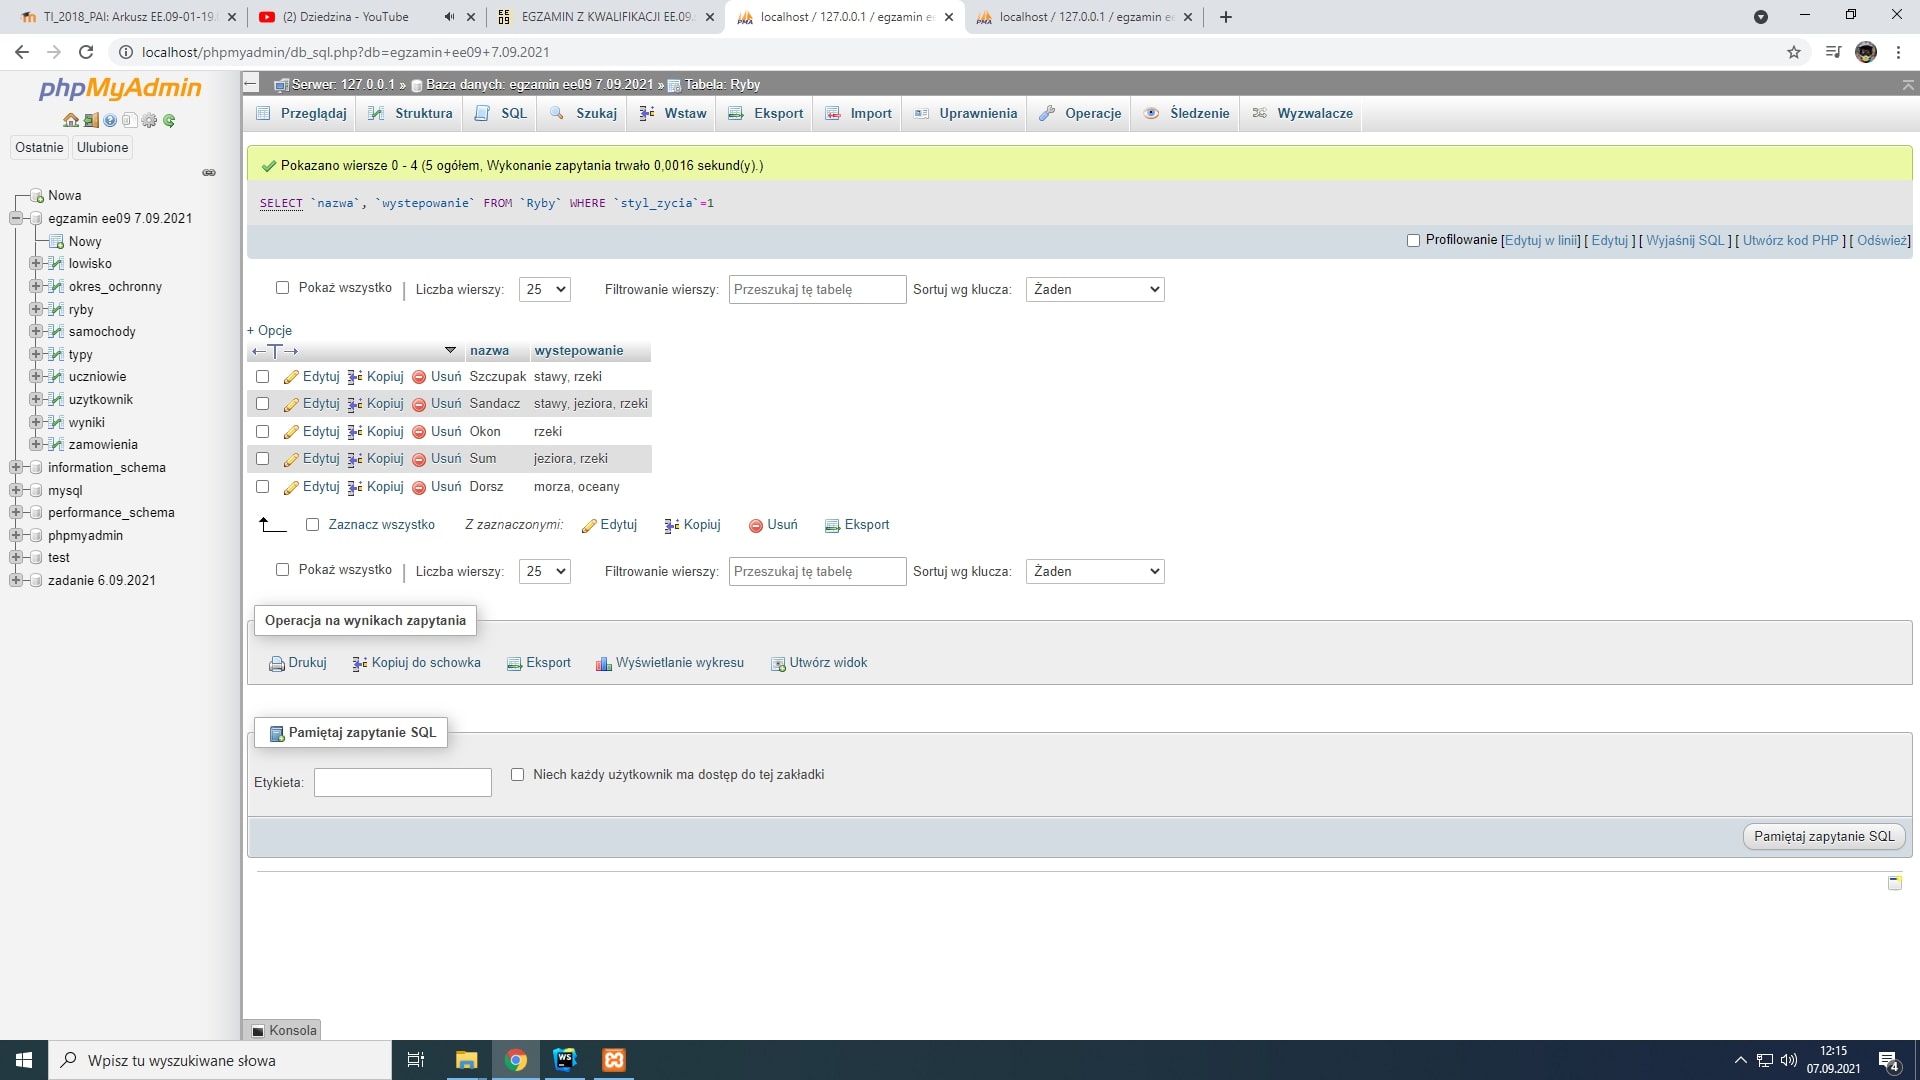 TI_2018_PAI: Arkusz EE.09-01-19.0
(2) Dziedzina - YouTube
EGZAMIN Z KWALIFIKACJI EE.09
localhost / 127.0.0.1 / egzamin e
localhost / 127.0.0.1 / egzamin e
localhost/phpmyadmin/db_sql.php?db=egzamin+ee09+7.09.2021
phpMyAdmin
Ostatnie
Ulubione
Nowa
egzamin ee09 7.09.2021
Nowy
lowisko
okres_ochronny
ryby
samochody
typy
uczniowie
uzytkownik
wyniki
zamowienia
information_schema
mysql
performance_schema
phpmyadmin
test
zadanie 6.09.2021
Serwer: 127.0.0.1 » Baza danych: egzamin ee09 7.09.2021 » Tabela: Ryby
Przeglądaj Struktura SQL Szukaj Wstaw Eksport Import Uprawnienia Operacje Śledzenie Wyzwalacze
Pokazano wiersze 0 - 4 (5 ogółem, Wykonanie zapytania trwało 0,0016 sekund(y).)
SELECT `nazwa`, `wystepowanie` FROM `Ryby` WHERE `styl_zycia`=1
Profilowanie [Edytuj w linii] [ Edytuj ] [ Wyjaśnij SQL ] [ Utwórz kod PHP ] [ Odśwież]
Pokaż wszystko | Liczba wierszy: 25 Filtrowanie wierszy: Przeszukaj tę tabelę Sortuj wg klucza: Żaden
+ Opcje
←T→ nazwa wystepowanie
Edytuj Kopiuj Usuń Szczupak stawy, rzeki
Edytuj Kopiuj Usuń Sandacz stawy, jeziora, rzeki
Edytuj Kopiuj Usuń Okon rzeki
Edytuj Kopiuj Usuń Sum jeziora, rzeki
Edytuj Kopiuj Usuń Dorsz morza, oceany
Zaznacz wszystko Z zaznaczonymi: Edytuj Kopiuj Usuń Eksport
Pokaż wszystko | Liczba wierszy: 25 Filtrowanie wierszy: Przeszukaj tę tabelę Sortuj wg klucza: Żaden
Operacja na wynikach zapytania
Drukuj Kopiuj do schowka Eksport Wyświetlanie wykresu Utwórz widok
Pamiętaj zapytanie SQL
Etykieta: Niech każdy użytkownik ma dostęp do tej zakładki
Pamiętaj zapytanie SQL
Konsola
Wpisz tu wyszukiwane słowa
WS
12:15
07.09.2021
4